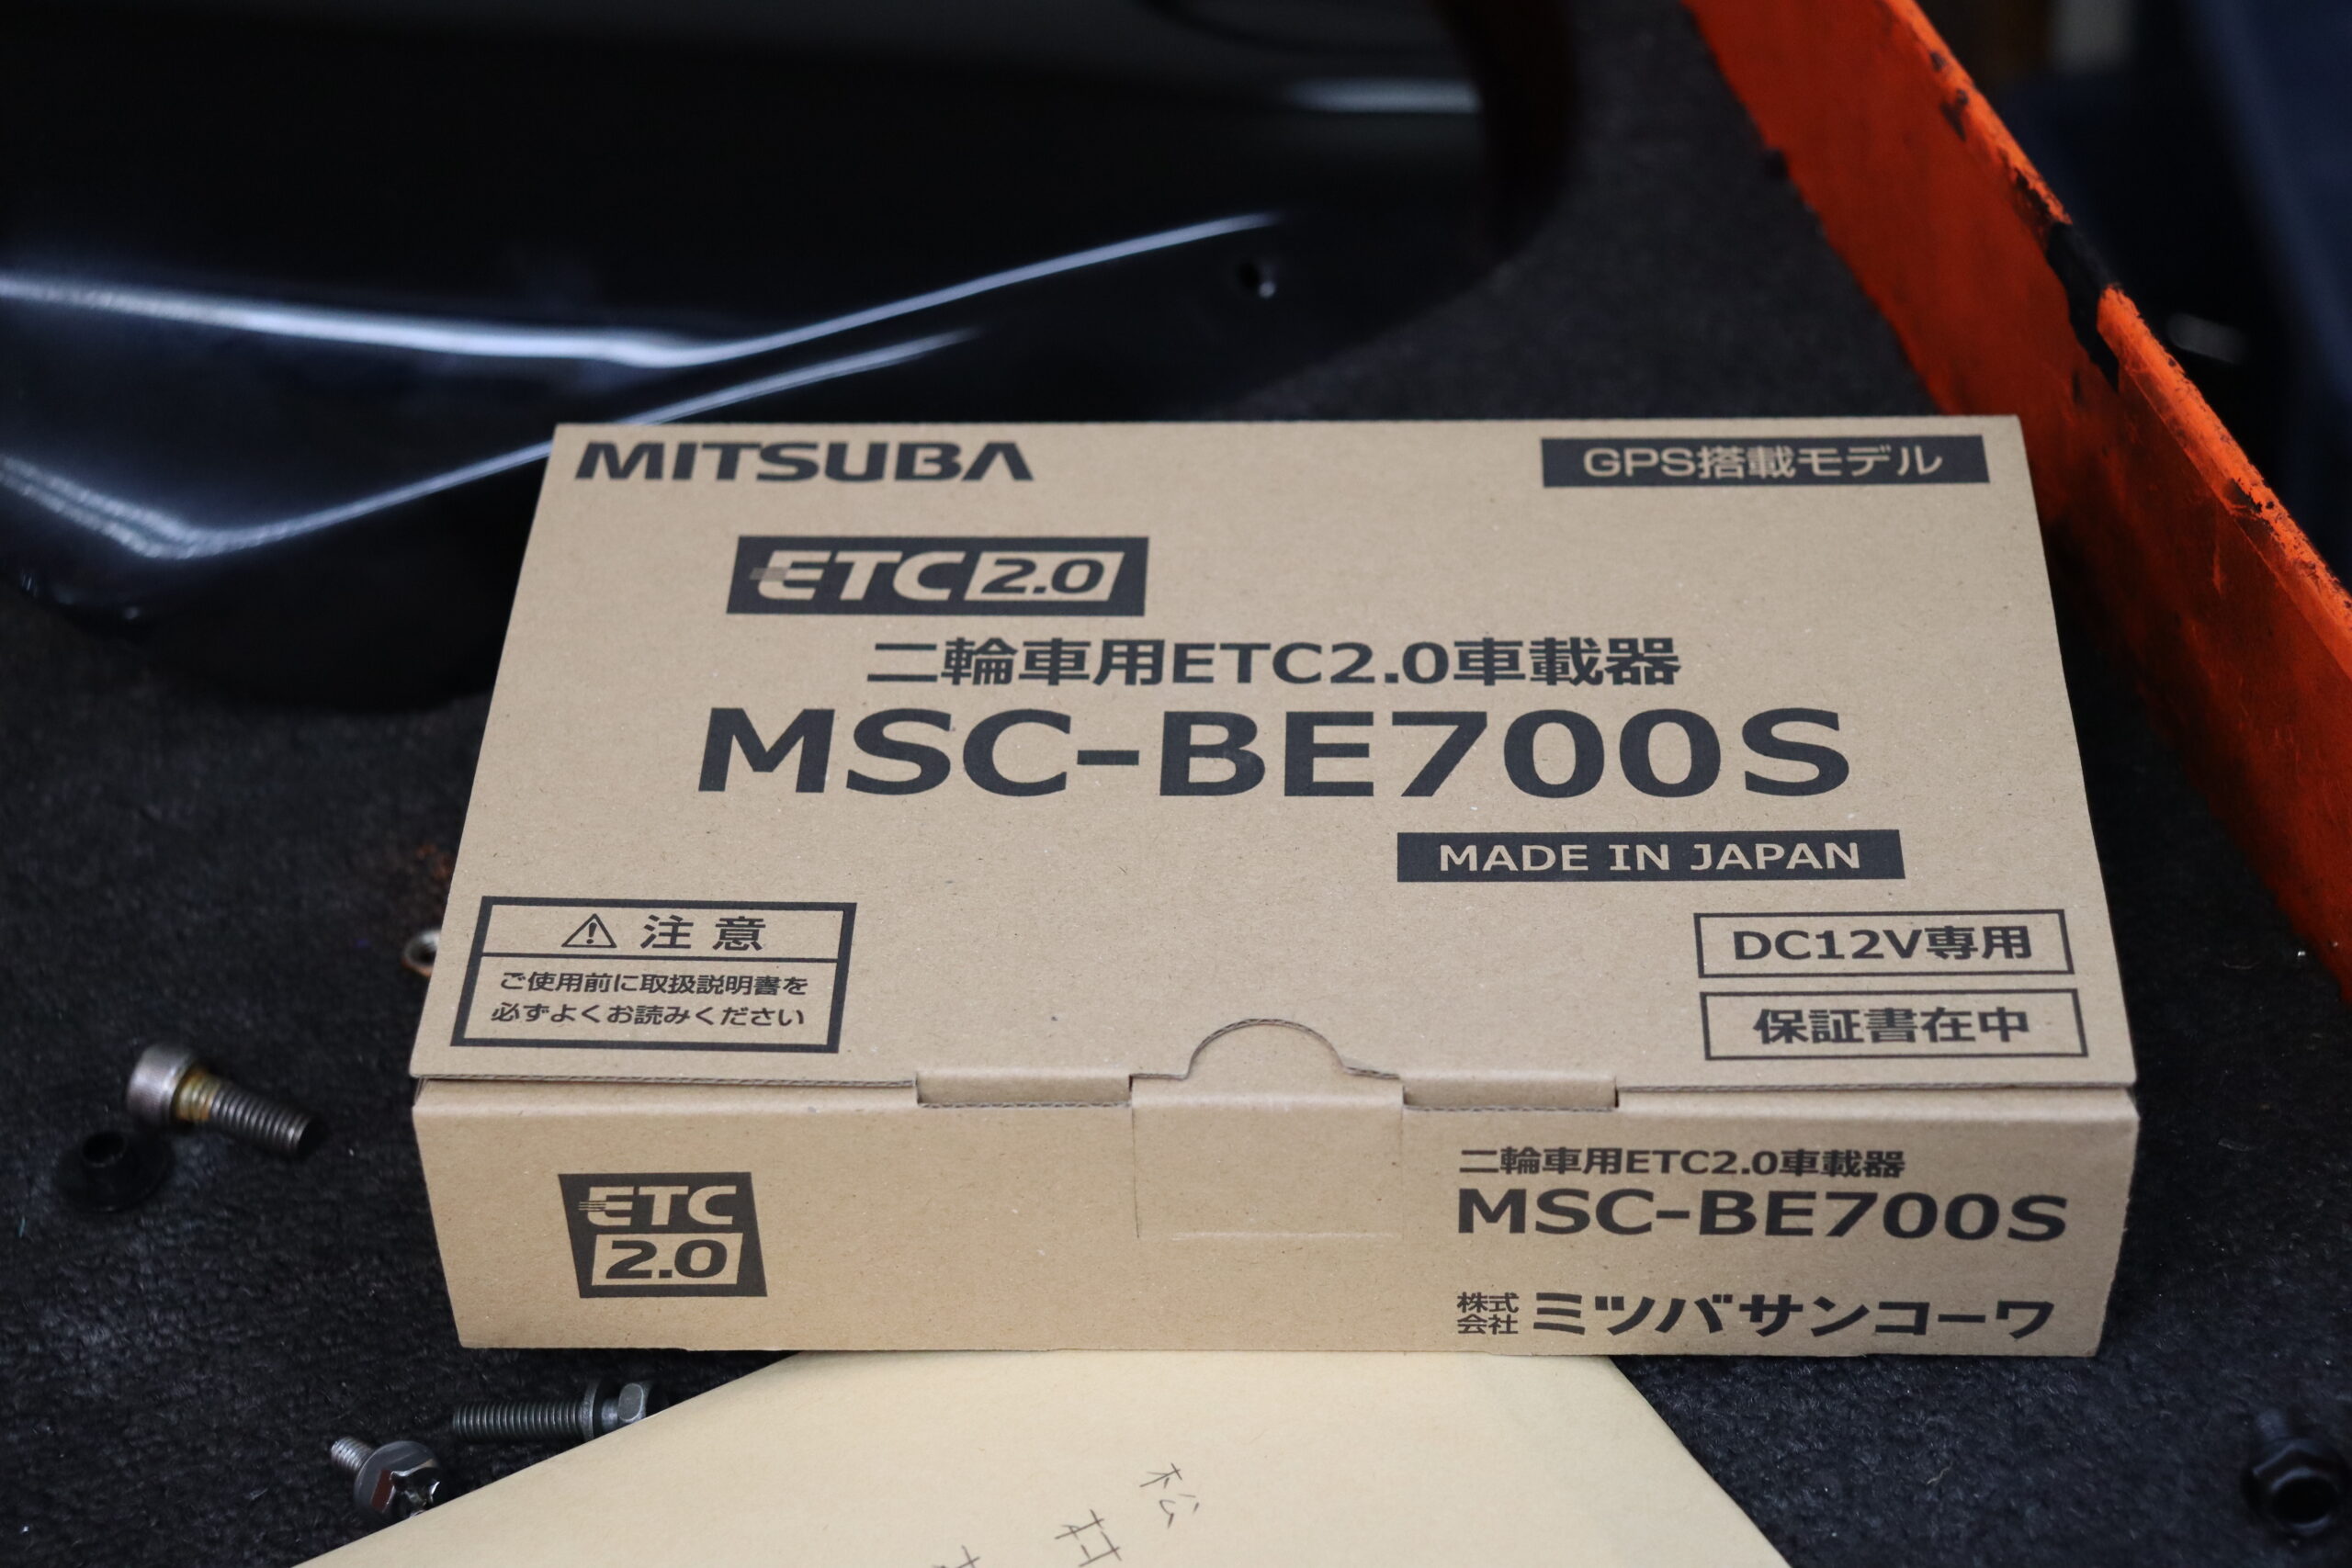 MITSUBA
GPS搭載モデル
ETC2.0
二輪車用ETC2.0車載器
MSC-BE700S
MADE IN JAPAN
注意
ご使用前に取扱説明書を
必ずよくお読みください
DC12V専用
保証書在中
ETC
2.0
二輪車用ETC2.0車載器
MSC-BE700S
株式会社 ミツバサンコーワ
松村